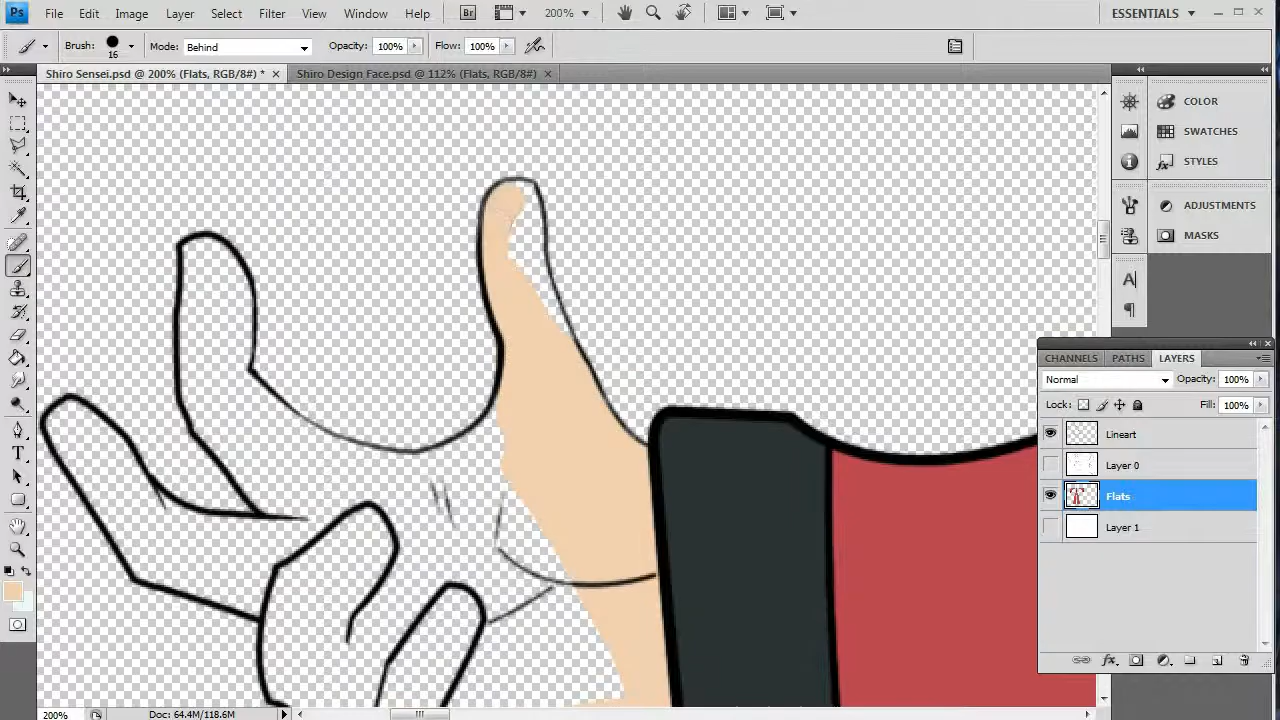 Ps File Edit Image Layer Select Filter View Window Help Br 200% ESSENTIALS
Brush: 16 Mode: Behind Opacity: 100% Flow: 100%
Shiro Sensei.psd @ 200% (Flats, RGB/8#) * × Shiro Design Face.psd @ 112% (Flats, RGB/8#) ×
COLOR
SWATCHES
STYLES
ADJUSTMENTS
MASKS
A
CHANNELS PATHS LAYERS
Normal Opacity: 100%
Lock: Fill: 100%
Lineart
Layer 0
Flats
Layer 1
fx
T
200% Doc: 64.4M/118.6M